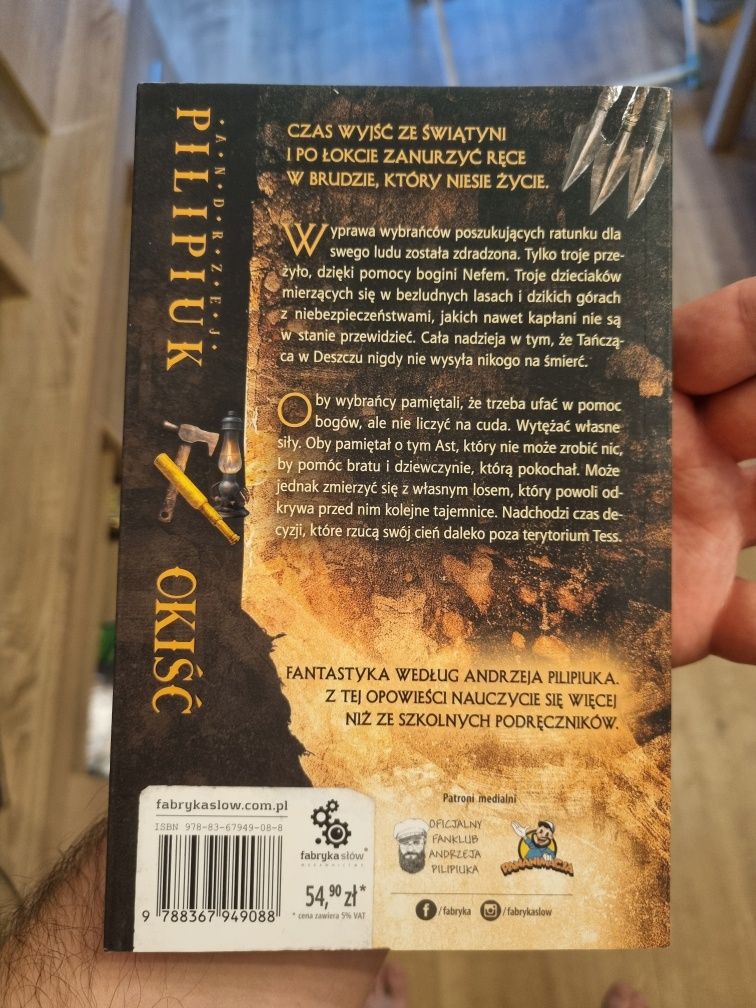 • A • N • D • R • Z • E • J •
PILIPIUK
OKIŚĆ
CZAS WYJŚĆ ZE ŚWIĄTYNI
I PO ŁOKCIE ZANURZYĆ RĘCE
W BRUDZIE, KTÓRY NIESIE ŻYCIE.
Wyprawa wybrańców poszukujących ratunku dla
swego ludu została zdradzona. Tylko troje prze-
żyło, dzięki pomocy bogini Nefem. Troje dzieciaków
mierzących się w bezludnych lasach i dzikich górach
z niebezpieczeństwami, jakich nawet kapłani nie są
w stanie przewidzieć. Cała nadzieja w tym, że Tańczą-
ca w Deszczu nigdy nie wysyła nikogo na śmierć.
Oby wybrańcy pamiętali, że trzeba ufać w pomoc
bogów, ale nie liczyć na cuda. Wytężać własne
siły. Oby pamiętał o tym Ast, który nie może zrobić nic,
by pomóc bratu i dziewczynie, którą pokochał. Może
jednak zmierzyć się z własnym losem, który powoli od-
krywa przed nim kolejne tajemnice. Nadchodzi czas de-
cyzji, które rzucą swój cień daleko poza terytorium Tess.
FANTASTYKA WEDŁUG ANDRZEJA PILIPIUKA.
Z TEJ OPOWIEŚCI NAUCZYCIE SIĘ WIĘCEJ
NIŻ ZE SZKOLNYCH PODRĘCZNIKÓW.
fabrykaslow.com.pl
ISBN 978-83-67949-08-8
9 788367 949088
fabryka słów®
WYDAWNICTWO
54,90 zł*
* cena zawiera 5% VAT
Patroni medialni
OFICJALNY
FANKLUB
ANDRZEJA
PILIPIUKA
PANANIMACJA
/fabryka
/fabrykaslow